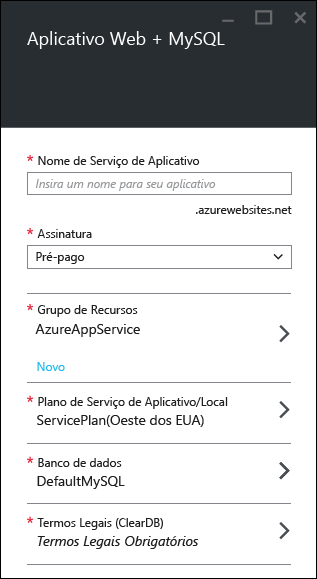 Aplicativo Web + MySQL
* Nome de Serviço de Aplicativo
Insira um nome para seu aplicativo
.azurewebsites.net
* Assinatura
Pré-pago
* Grupo de Recursos
AzureAppService
Novo
* Plano de Serviço de Aplicativo/Local
ServicePlan(Oeste dos EUA)
* Banco de dados
DefaultMySQL
* Termos Legais (ClearDB)
Termos Legais Obrigatórios